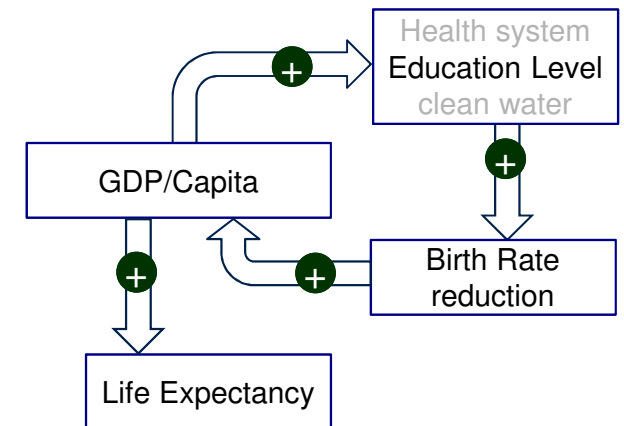 Health system
Education Level
clean water
+
+
GDP/Capita
+
+
Birth Rate
reduction
Life Expectancy